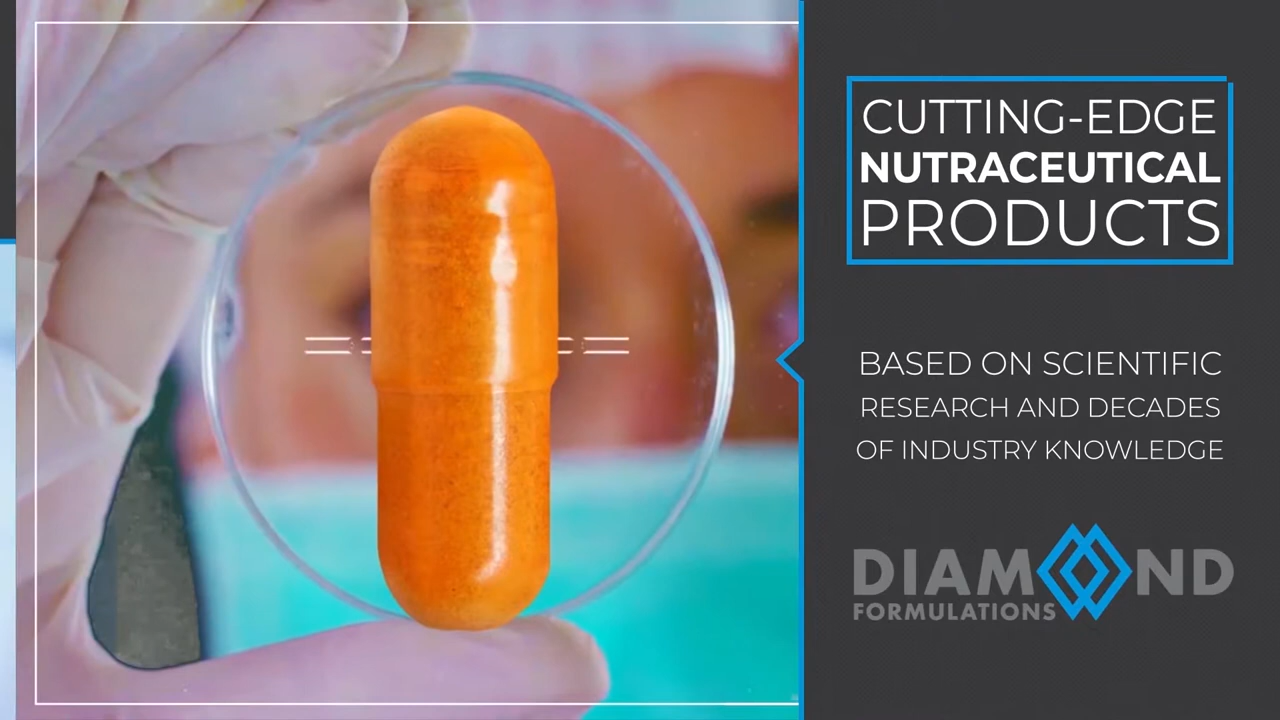 CUTTING-EDGE
NUTRACEUTICAL
PRODUCTS
BASED ON SCIENTIFIC
RESEARCH AND DECADES
OF INDUSTRY KNOWLEDGE
DIAMOND
FORMULATIONS